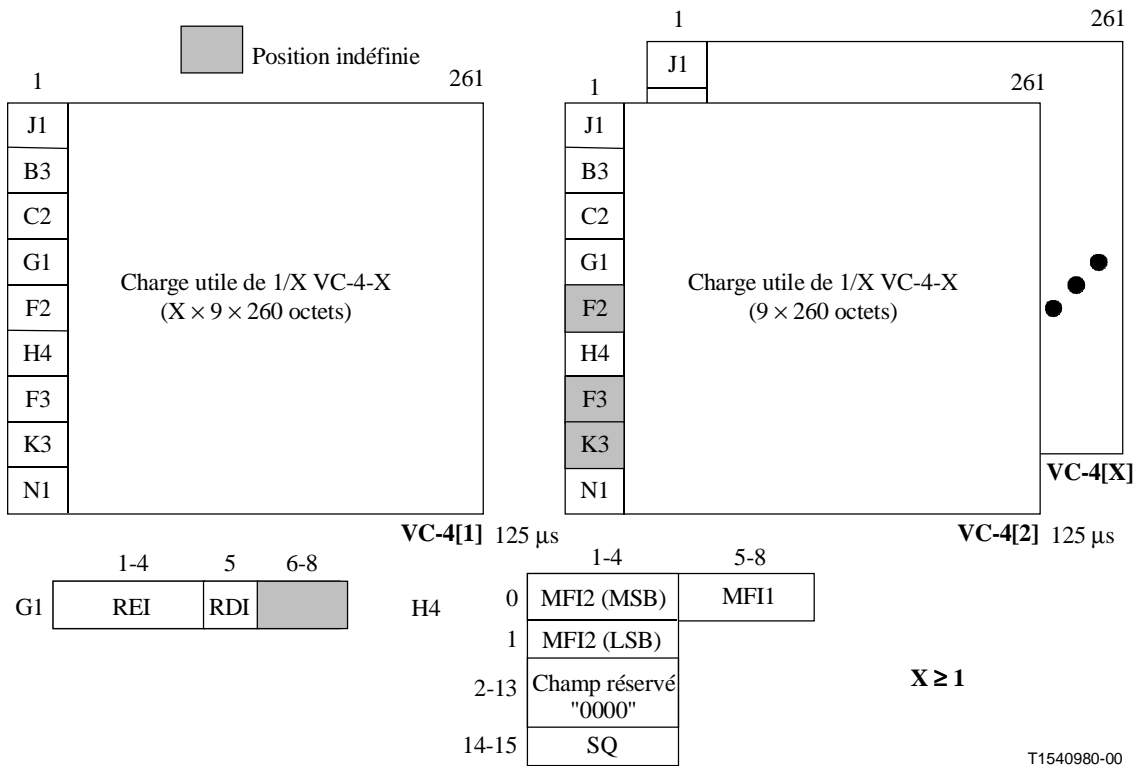 Position indéfinie
1 261
J1
B3
C2
G1
F2
H4
F3
K3
N1
Charge utile de 1/X VC-4-X
(X × 9 × 260 octets)
VC-4[1] 125 μs
1 261
J1
1 261
J1
B3
C2
G1
F2
H4
F3
K3
N1
Charge utile de 1/X VC-4-X
(9 × 260 octets)
VC-4[X]
VC-4[2] 125 μs
1-4 5 6-8
G1 REI RDI
1-4 5-8
H4 0 MFI2 (MSB) MFI1
1 MFI2 (LSB)
2-13 Champ réservé
"0000"
14-15 SQ
X ≥ 1
T1540980-00